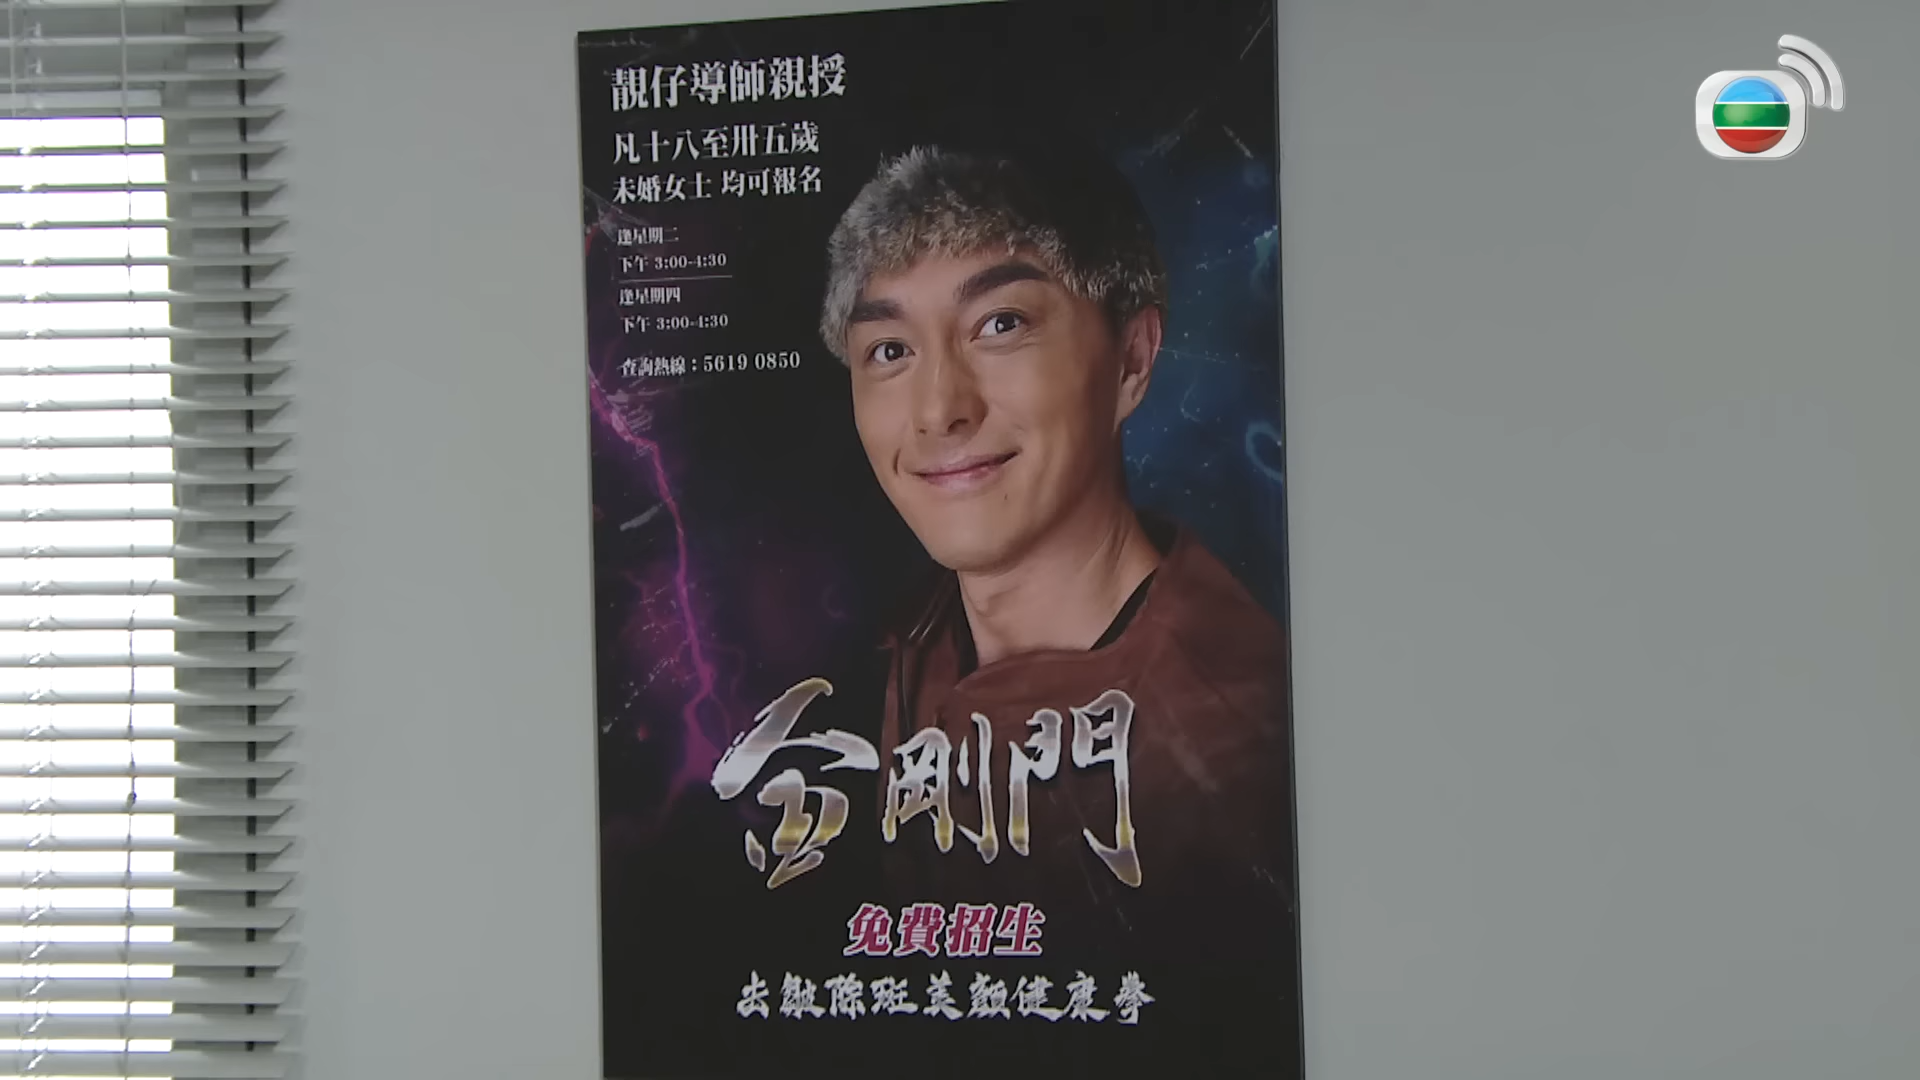 靚仔導師親授
凡十八至卅五歲
未婚女士 均可報名
逢星期二
下午 3:00-4:30
逢星期四
下午 3:00-4:30
查詢熱線：5619 0850
金剛門
免費招生
去皺除斑美顏健康拳